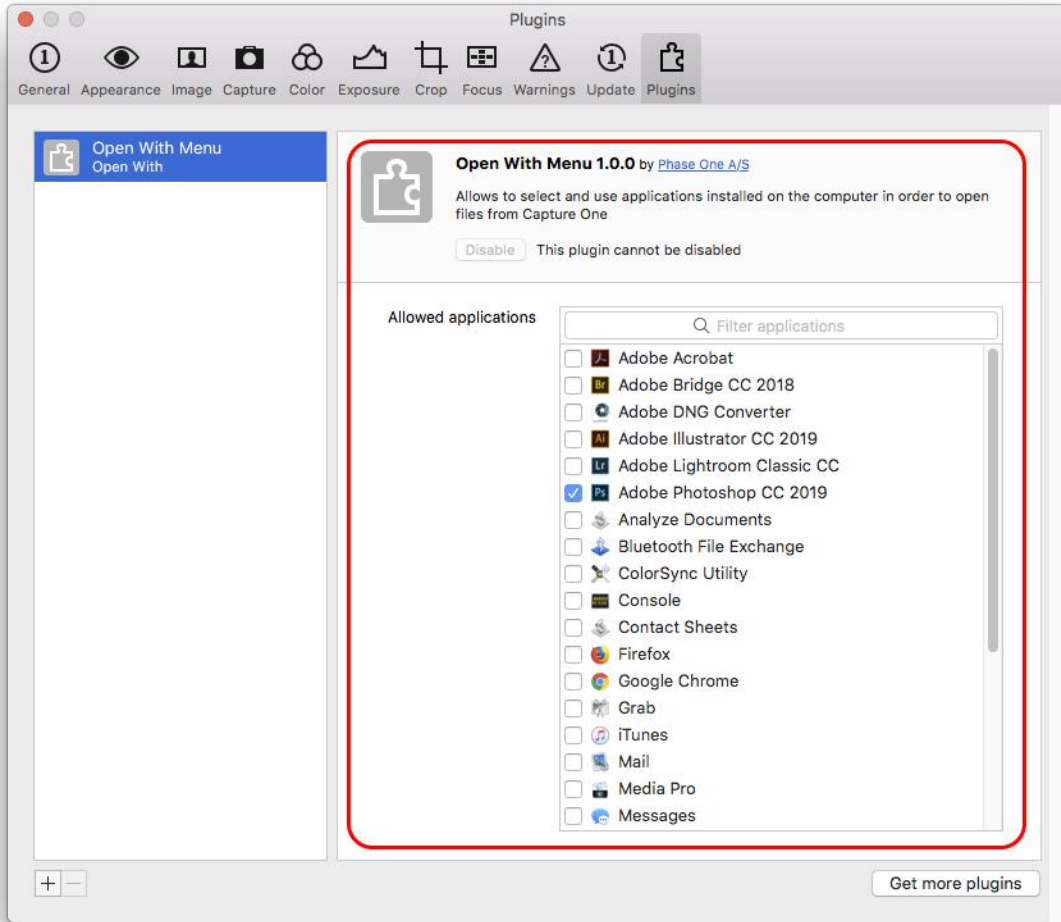 Plugins
General Appearance Image Capture Color Exposure Crop Focus Warnings Update Plugins
Open With Menu
Open With
Open With Menu 1.0.0 by Phase One A/S
Allows to select and use applications installed on the computer in order to open
files from Capture One
Disable This plugin cannot be disabled
Allowed applications
Filter applications
Adobe Acrobat
Br Adobe Bridge CC 2018
Adobe DNG Converter
Ai Adobe Illustrator CC 2019
Lr Adobe Lightroom Classic CC
Ps Adobe Photoshop CC 2019
Analyze Documents
Bluetooth File Exchange
ColorSync Utility
Console
Contact Sheets
Firefox
Google Chrome
Grab
iTunes
Mail
Media Pro
Messages
+ −
Get more plugins